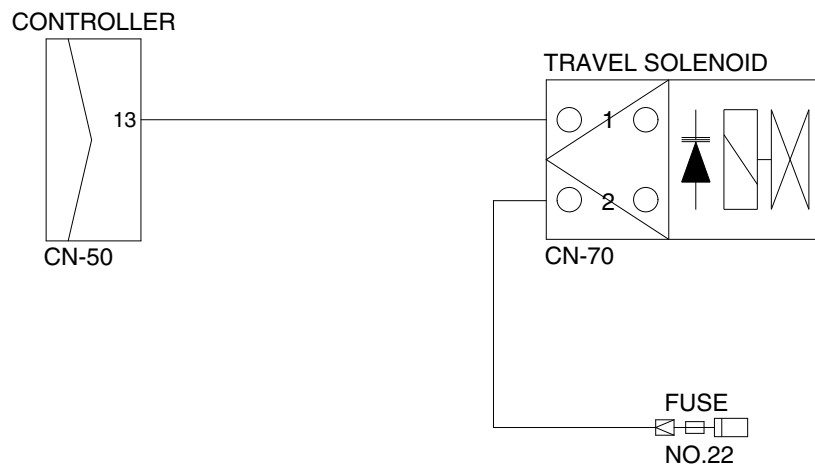 CONTROLLER
13
CN-50
TRAVEL SOLENOID
1
2
CN-70
FUSE
NO.22